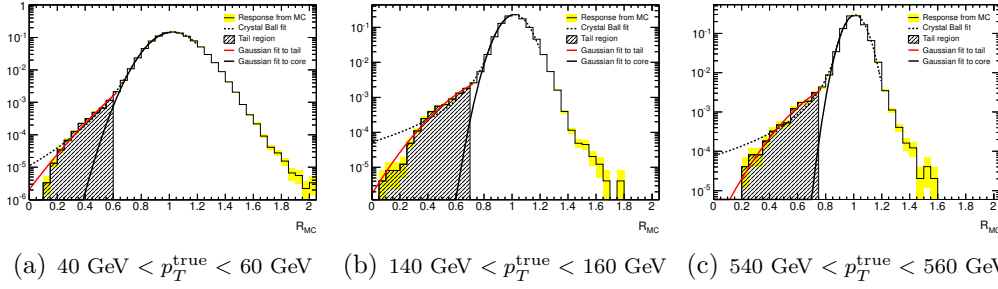 1
10⁻¹
10⁻²
10⁻³
10⁻⁴
10⁻⁵
10⁻⁶
0 0.2 0.4 0.6 0.8 1 1.2 1.4 1.6 1.8 2
R_MC
Response from MC
Crystal Ball fit
Tail region
Gaussian fit to tail
Gaussian fit to core
(a) 40 GeV < p_T^true < 60 GeV
10⁻¹
10⁻²
10⁻³
10⁻⁴
10⁻⁵
0 0.2 0.4 0.6 0.8 1 1.2 1.4 1.6 1.8 2
R_MC
Response from MC
Crystal Ball fit
Tail region
Gaussian fit to tail
Gaussian fit to core
(b) 140 GeV < p_T^true < 160 GeV
10⁻¹
10⁻²
10⁻³
10⁻⁴
10⁻⁵
0 0.2 0.4 0.6 0.8 1 1.2 1.4 1.6 1.8 2
R_MC
Response from MC
Crystal Ball fit
Tail region
Gaussian fit to tail
Gaussian fit to core
(c) 540 GeV < p_T^true < 560 GeV